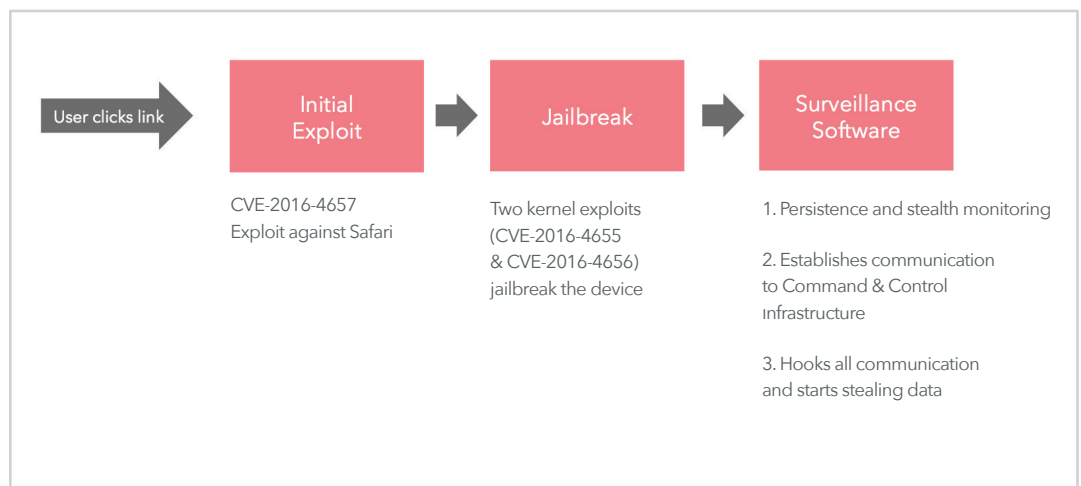 User clicks link
Initial
Exploit
Jailbreak
Surveillance
Software
CVE-2016-4657
Exploit against Safari
Two kernel exploits
(CVE-2016-4655
& CVE-2016-4656)
jailbreak the device
1. Persistence and stealth monitoring
2. Establishes communication
to Command & Control
infrastructure
3. Hooks all communication
and starts stealing data